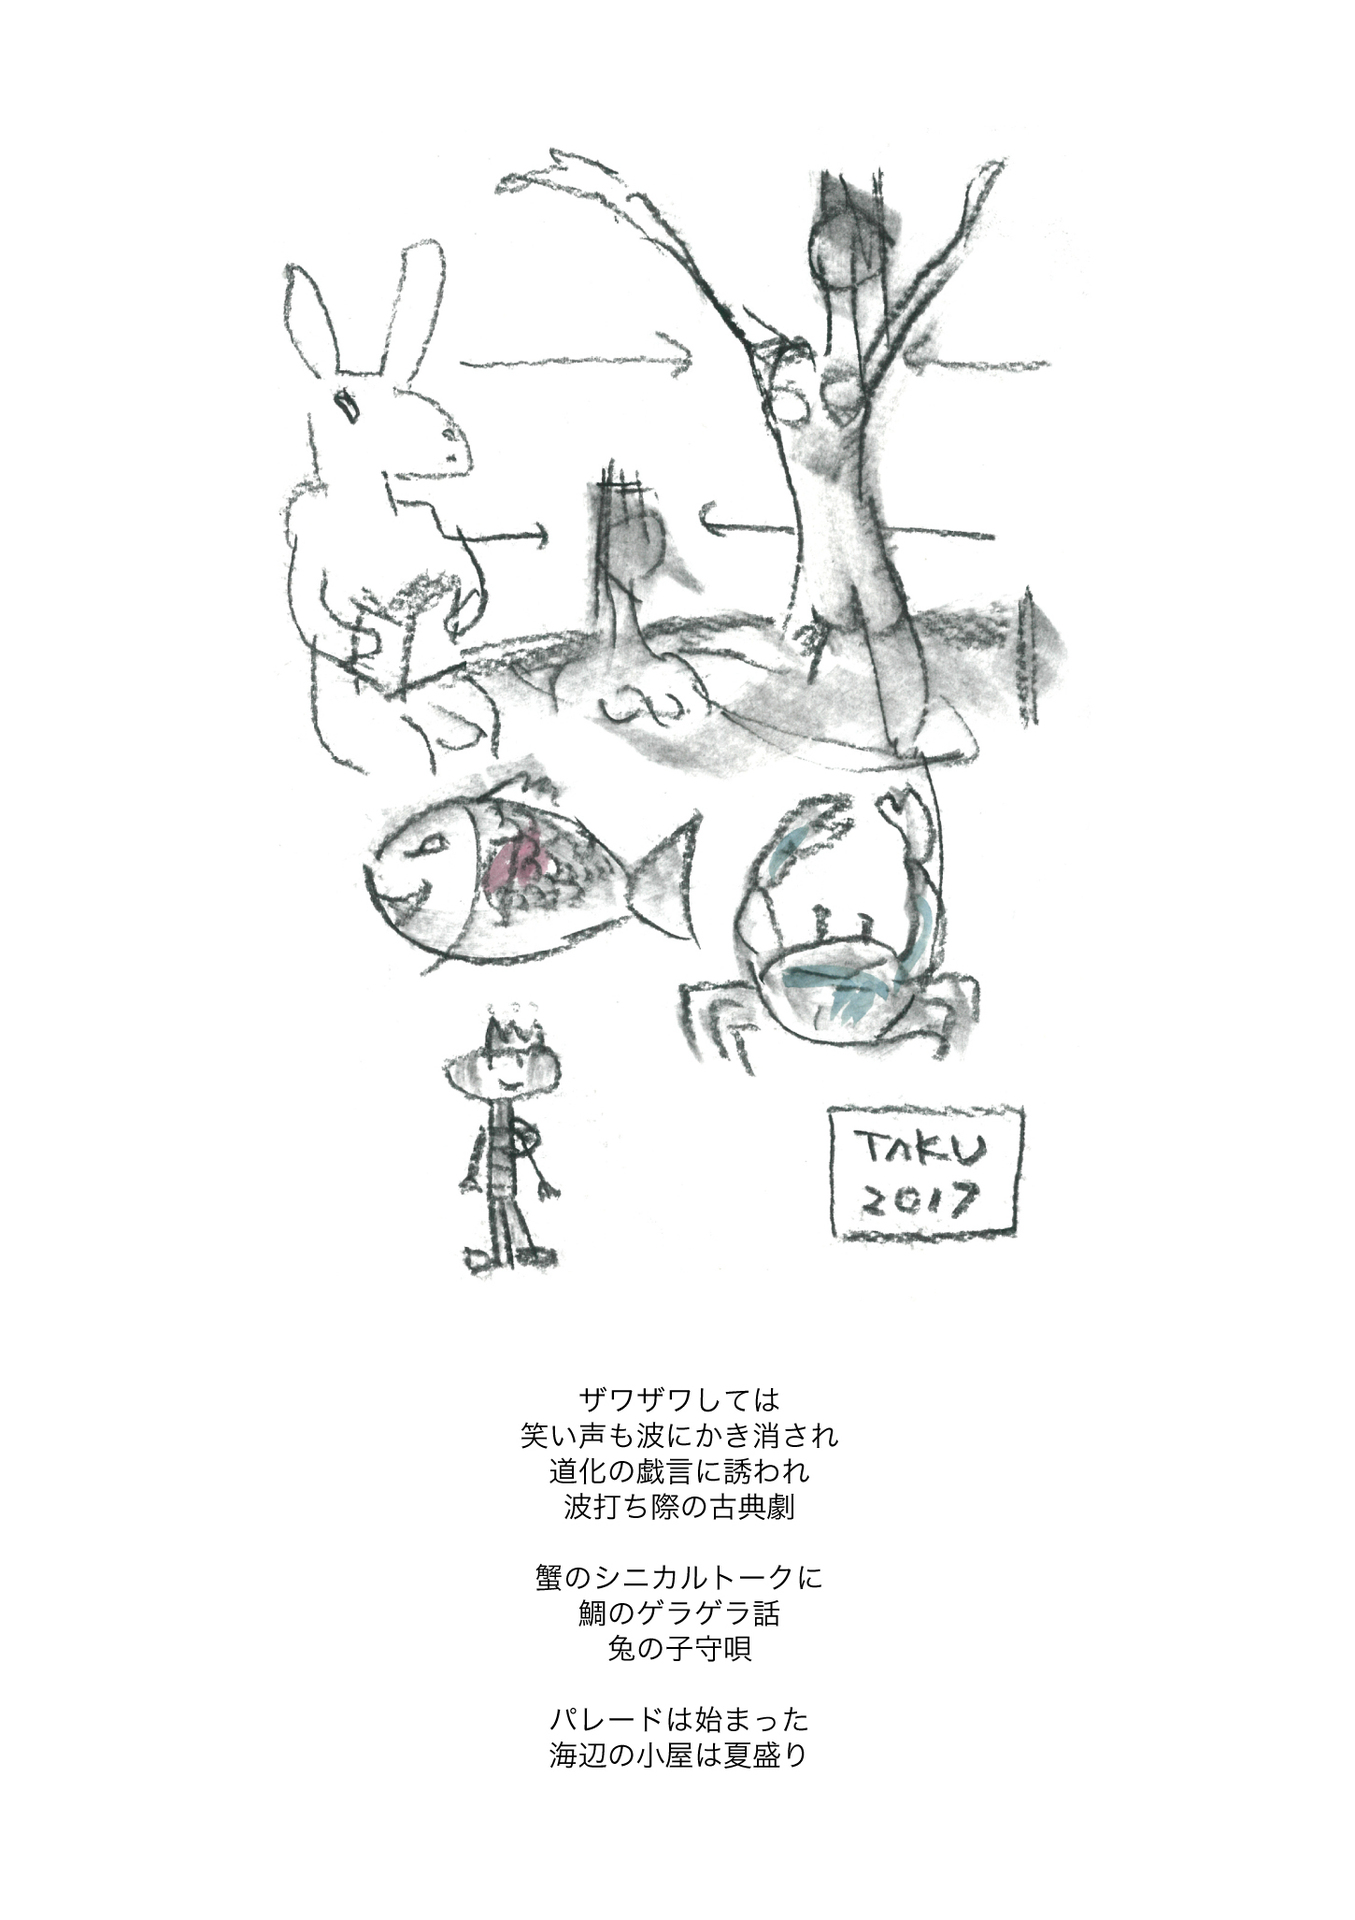 TAKU
2017
ザワザワしては
笑い声も波にかき消され
道化の戯言に誘われ
波打ち際の古典劇
蟹のシニカルトークに
鯛のゲラゲラ話
兔の子守唄
パレードは始まった
海辺の小屋は夏盛り